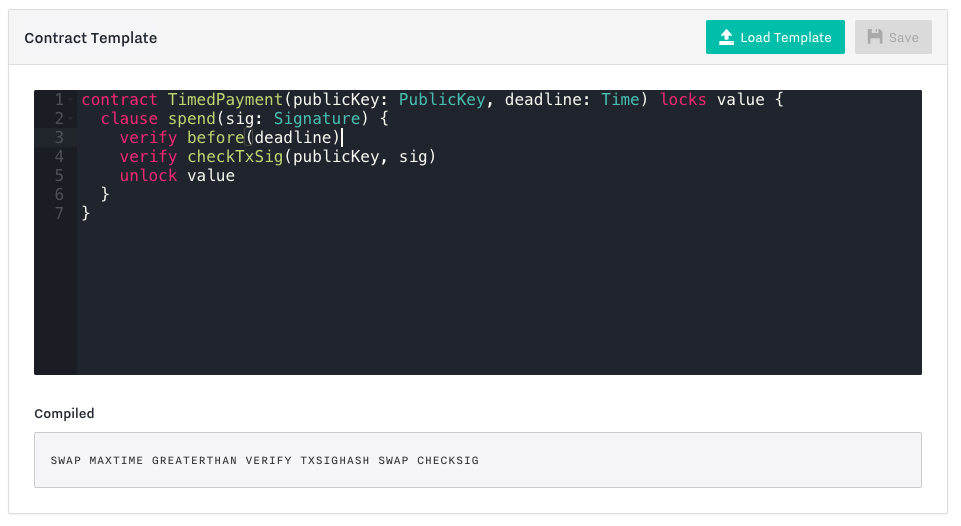 Contract Template
Load Template
Save
1 contract TimedPayment(publicKey: PublicKey, deadline: Time) locks value {
2   clause spend(sig: Signature) {
3     verify before(deadline)
4     verify checkTxSig(publicKey, sig)
5     unlock value
6   }
7 }
Compiled
SWAP MAXTIME GREATERTHAN VERIFY TXSIGHASH SWAP CHECKSIG